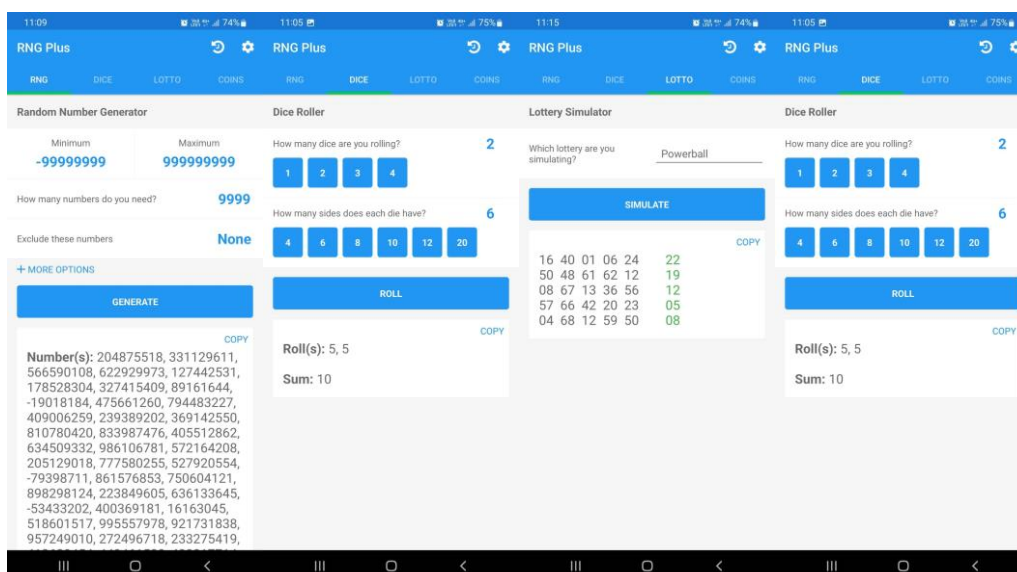 11:09
74%
RNG Plus
RNG DICE LOTTO COINS
Random Number Generator
Minimum Maximum
-99999999 999999999
How many numbers do you need? 9999
Exclude these numbers None
+ MORE OPTIONS
GENERATE
COPY
Number(s): 204875518, 331129611,
566590108, 622929973, 127442531,
178528304, 327415409, 89161644,
-19018184, 475661260, 794483227,
409006259, 239389202, 369142550,
810780420, 833987476, 405512862,
634509332, 986106781, 572164208,
205129018, 777580255, 527920554,
-79398711, 861576853, 750604121,
898298124, 223849605, 636133645,
-53433202, 400369181, 16163045,
518601517, 995557978, 921731838,
957249010, 272496718, 233275419,
11:05
75%
RNG Plus
RNG DICE LOTTO COINS
Dice Roller
How many dice are you rolling? 2
1 2 3 4
How many sides does each die have? 6
4 6 8 10 12 20
ROLL
COPY
Roll(s): 5, 5
Sum: 10
11:15
74%
RNG Plus
RNG DICE LOTTO COINS
Lottery Simulator
Which lottery are you
simulating?
Powerball
SIMULATE
COPY
16 40 01 06 24 22
50 48 61 62 12 19
08 67 13 36 56 12
57 66 42 20 23 05
04 68 12 59 50 08
11:05
75%
RNG Plus
RNG DICE LOTTO COINS
Dice Roller
How many dice are you rolling? 2
1 2 3 4
How many sides does each die have? 6
4 6 8 10 12 20
ROLL
COPY
Roll(s): 5, 5
Sum: 10